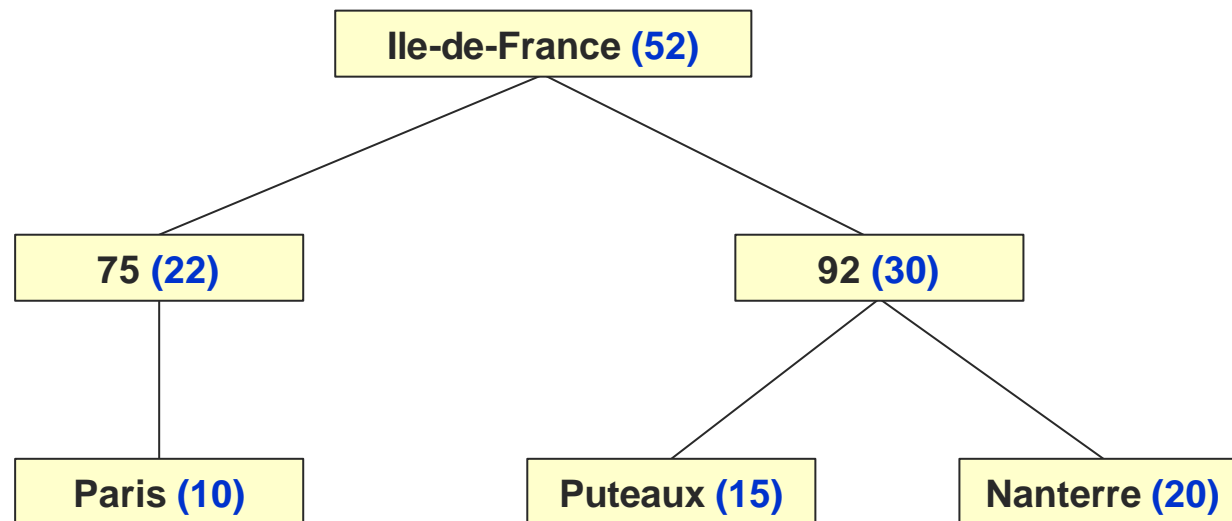 Ile-de-France (52)
75 (22)
92 (30)
Paris (10)
Puteaux (15)
Nanterre (20)